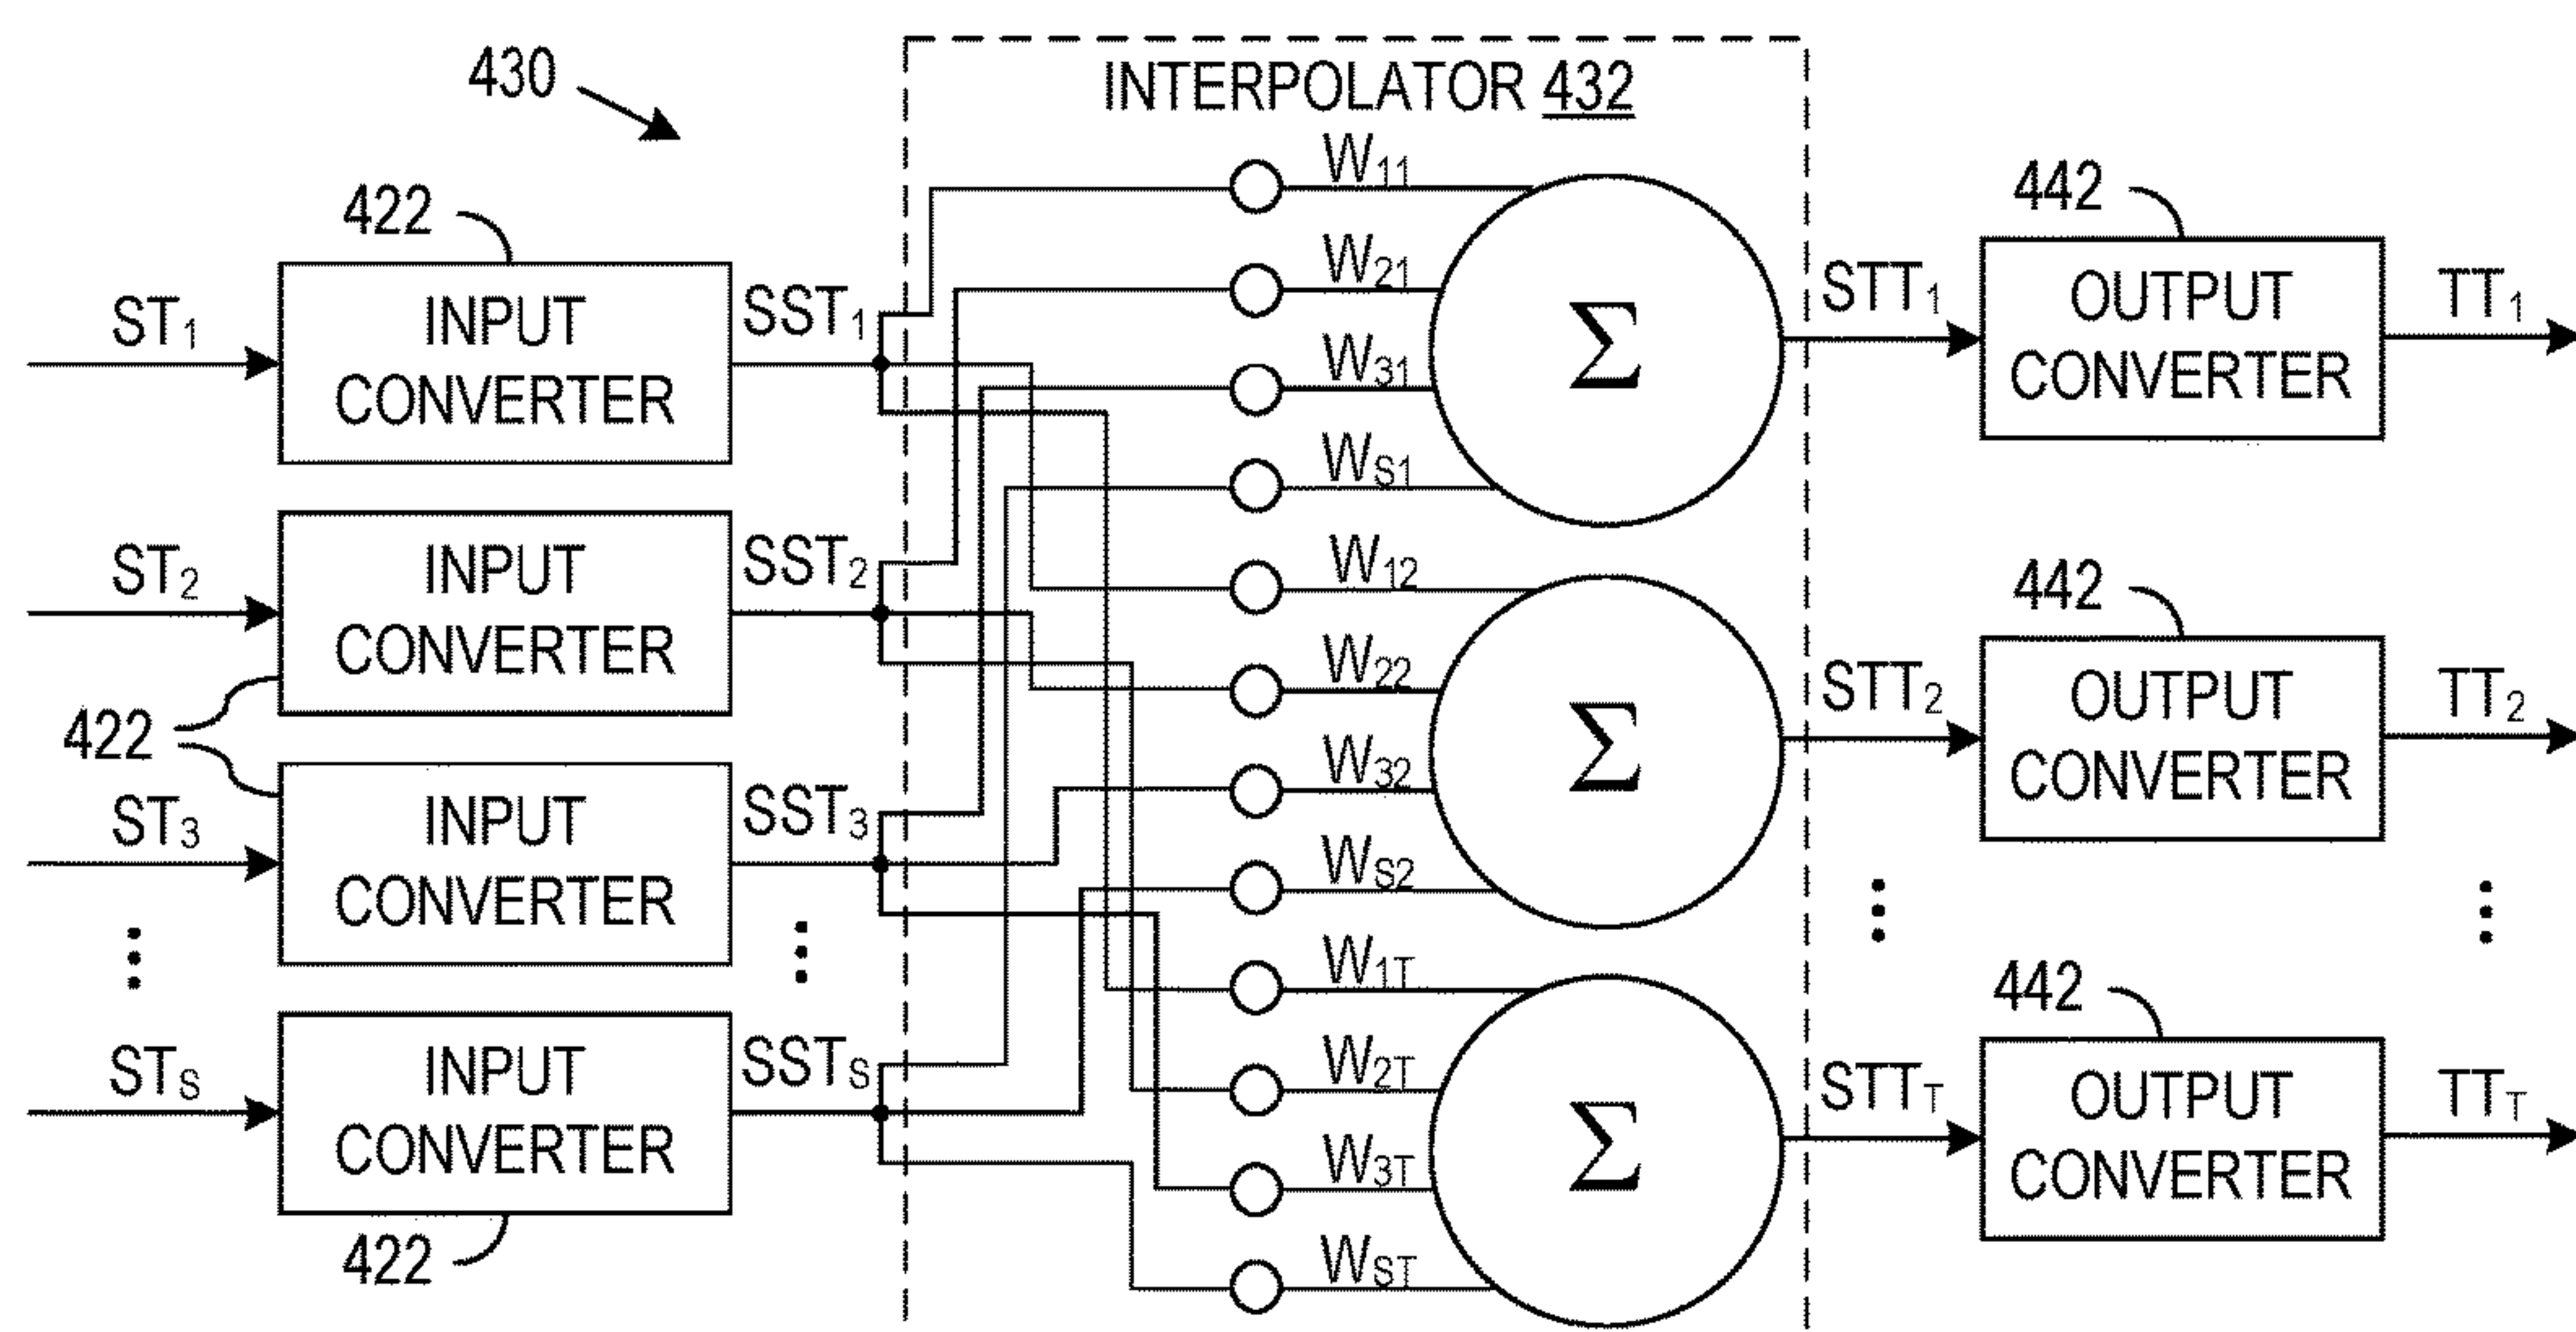 430
INTERPOLATOR 432
422
ST1
INPUT
CONVERTER
SST1
W11
W21
W31
WS1
Σ
STT1
442
OUTPUT
CONVERTER
TT1
ST2
INPUT
CONVERTER
SST2
W12
W22
W32
WS2
Σ
STT2
442
OUTPUT
CONVERTER
TT2
422
ST3
INPUT
CONVERTER
SST3
STS
INPUT
CONVERTER
SSTS
422
W1T
W2T
W3T
WST
Σ
STTT
442
OUTPUT
CONVERTER
TTT